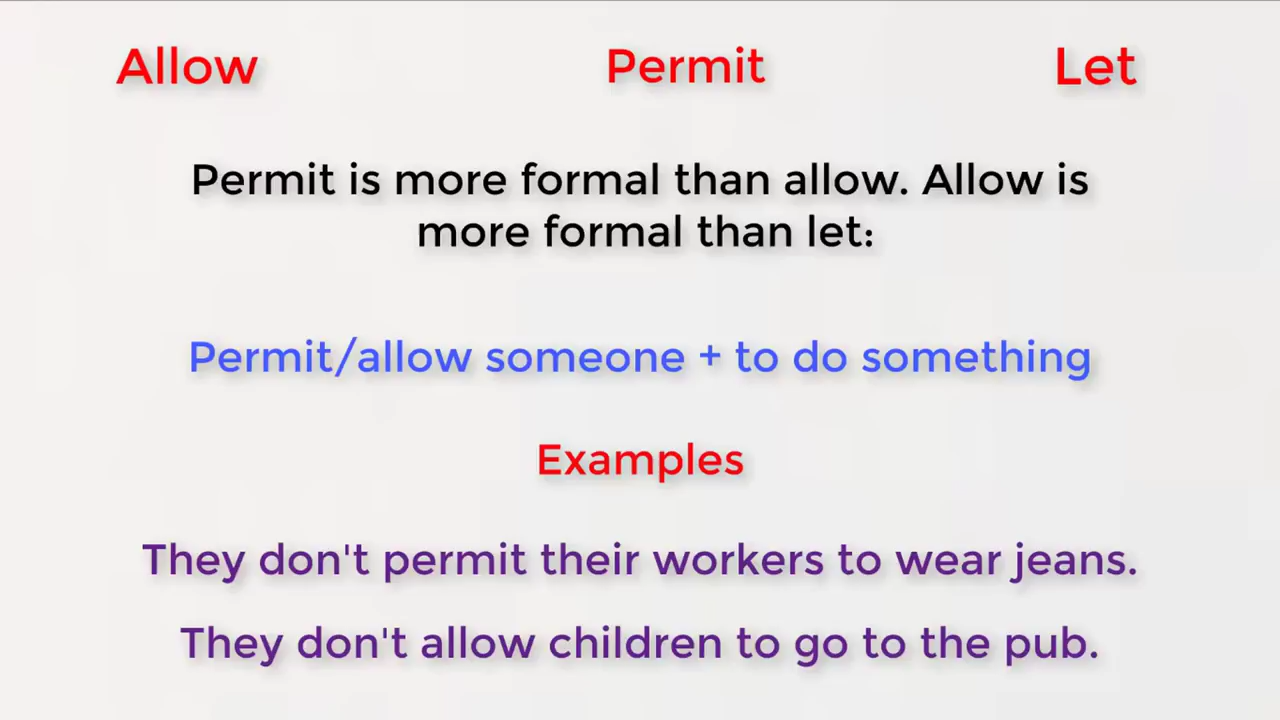 Allow Permit Let
Permit is more formal than allow. Allow is
more formal than let:
Permit/allow someone + to do something
Examples
They don't permit their workers to wear jeans.
They don't allow children to go to the pub.